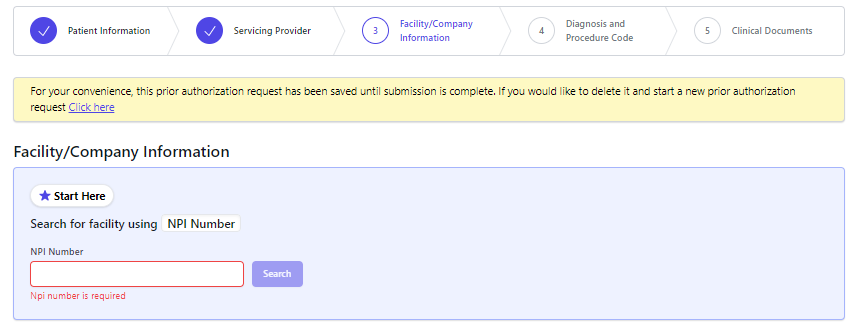 Patient Information
Servicing Provider
3
Facility/Company
Information
4
Diagnosis and
Procedure Code
5
Clinical Documents
For your convenience, this prior authorization request has been saved until submission is complete. If you would like to delete it and start a new prior authorization
request Click here
Facility/Company Information
Start Here
Search for facility using NPI Number
NPI Number
Search
Npi number is required